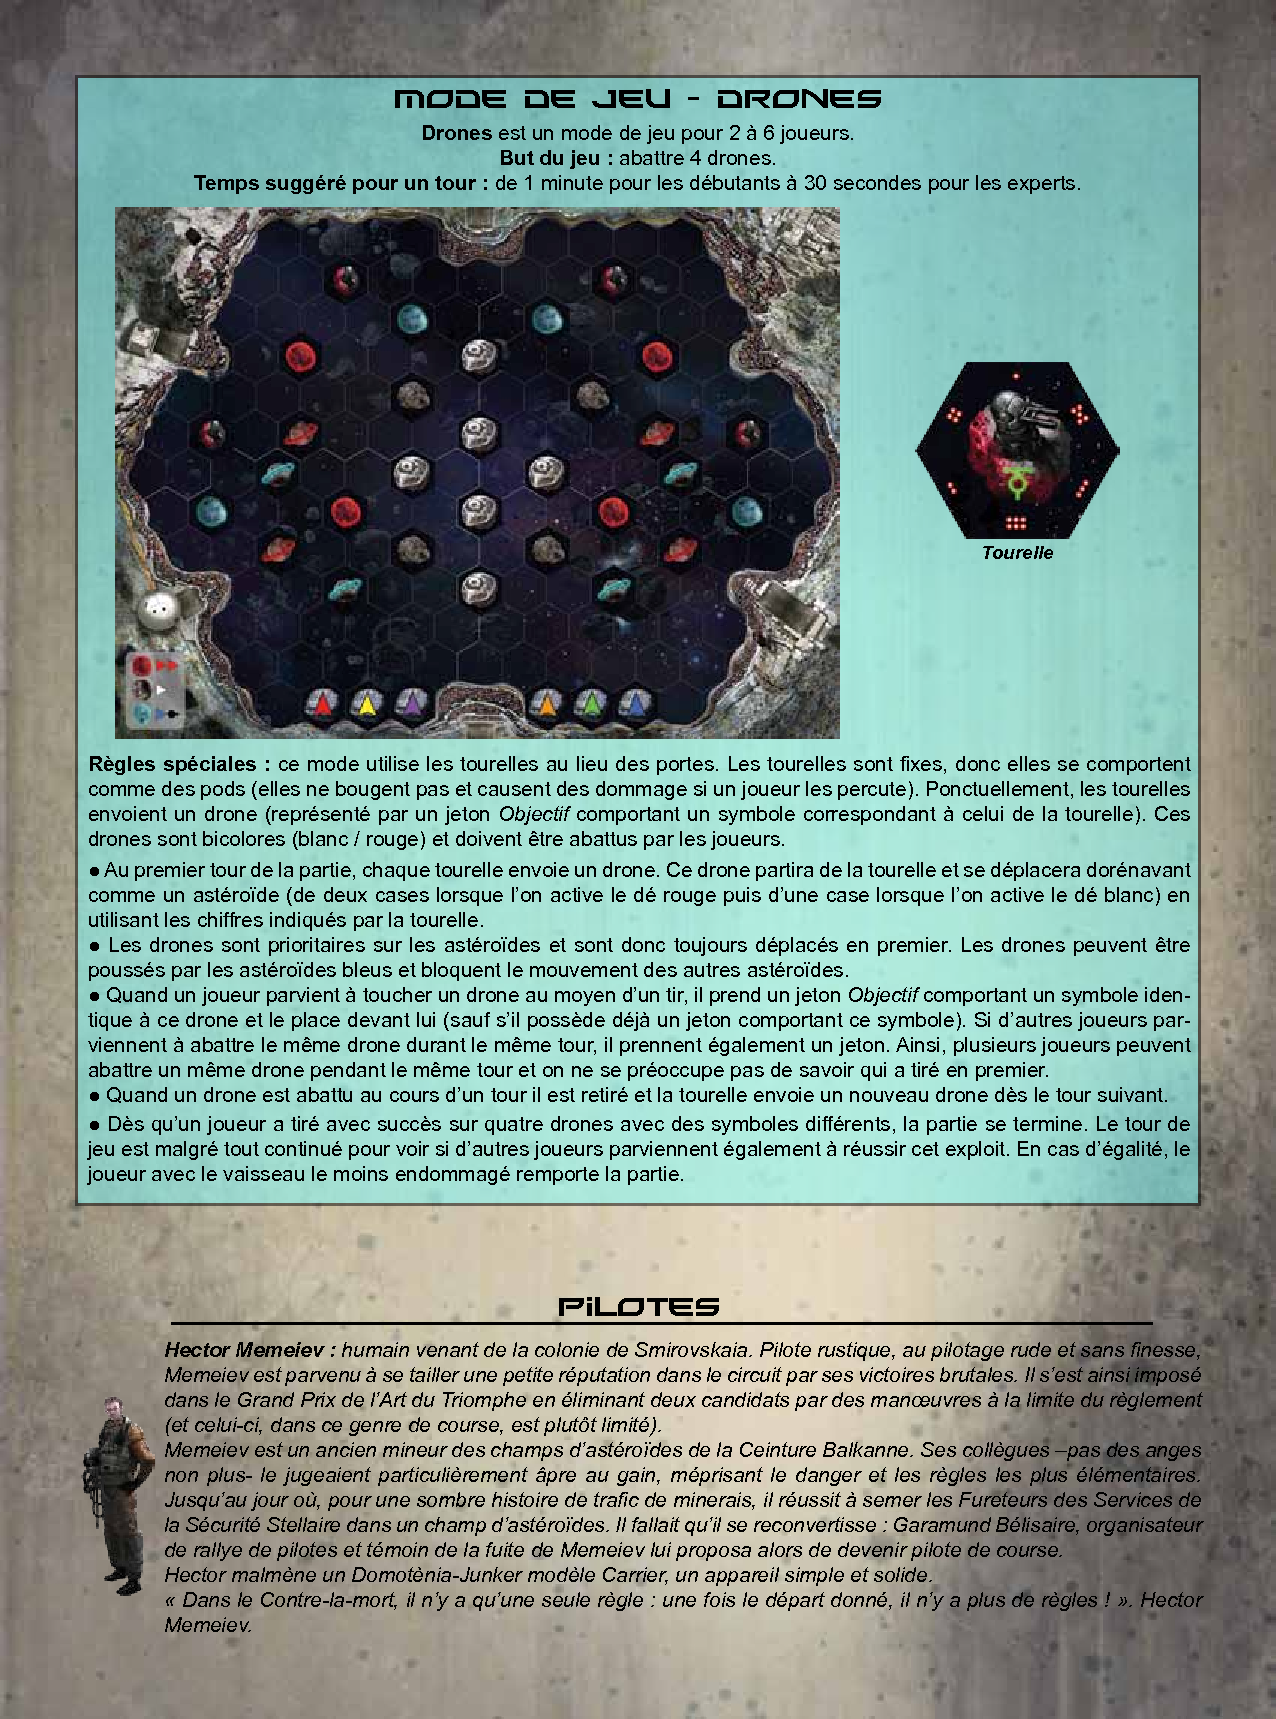 MODE DE JEU - DRONES
Drones est un mode de jeu pour 2 à 6 joueurs.
But du jeu : abattre 4 drones.
Temps suggéré pour un tour : de 1 minute pour les débutants à 30 secondes pour les experts.
Tourelle
Règles spéciales : ce mode utilise les tourelles au lieu des portes. Les tourelles sont fixes, donc elles se comportent
comme des pods (elles ne bougent pas et causent des dommage si un joueur les percute). Ponctuellement, les tourelles
envoient un drone (représenté par un jeton Objectif comportant un symbole correspondant à celui de la tourelle). Ces
drones sont bicolores (blanc / rouge) et doivent être abattus par les joueurs.
● Au premier tour de la partie, chaque tourelle envoie un drone. Ce drone partira de la tourelle et se déplacera dorénavant
comme un astéroïde (de deux cases lorsque l’on active le dé rouge puis d’une case lorsque l’on active le dé blanc) en
utilisant les chiffres indiqués par la tourelle.
● Les drones sont prioritaires sur les astéroïdes et sont donc toujours déplacés en premier. Les drones peuvent être
poussés par les astéroïdes bleus et bloquent le mouvement des autres astéroïdes.
● Quand un joueur parvient à toucher un drone au moyen d’un tir, il prend un jeton Objectif comportant un symbole iden-
tique à ce drone et le place devant lui (sauf s’il possède déjà un jeton comportant ce symbole). Si d’autres joueurs par-
viennent à abattre le même drone durant le même tour, il prennent également un jeton. Ainsi, plusieurs joueurs peuvent
abattre un même drone pendant le même tour et on ne se préoccupe pas de savoir qui a tiré en premier.
● Quand un drone est abattu au cours d’un tour il est retiré et la tourelle envoie un nouveau drone dès le tour suivant.
● Dès qu’un joueur a tiré avec succès sur quatre drones avec des symboles différents, la partie se termine. Le tour de
jeu est malgré tout continué pour voir si d’autres joueurs parviennent également à réussir cet exploit. En cas d’égalité, le
joueur avec le vaisseau le moins endommagé remporte la partie.
PiLOTES
Hector Memeiev : humain venant de la colonie de Smirovskaia. Pilote rustique, au pilotage rude et sans finesse,
Memeiev est parvenu à se tailler une petite réputation dans le circuit par ses victoires brutales. Il s’est ainsi imposé
dans le Grand Prix de l’Art du Triomphe en éliminant deux candidats par des manœuvres à la limite du règlement
(et celui-ci, dans ce genre de course, est plutôt limité).
Memeiev est un ancien mineur des champs d’astéroïdes de la Ceinture Balkanne. Ses collègues –pas des anges
non plus- le jugeaient particulièrement âpre au gain, méprisant le danger et les règles les plus élémentaires.
Jusqu’au jour où, pour une sombre histoire de trafic de minerais, il réussit à semer les Fureteurs des Services de
la Sécurité Stellaire dans un champ d’astéroïdes. Il fallait qu’il se reconvertisse : Garamund Bélisaire, organisateur
de rallye de pilotes et témoin de la fuite de Memeiev lui proposa alors de devenir pilote de course.
Hector malmène un Domotènia-Junker modèle Carrier, un appareil simple et solide.
« Dans le Contre-la-mort, il n’y a qu’une seule règle : une fois le départ donné, il n’y a plus de règles ! ». Hector
Memeiev.